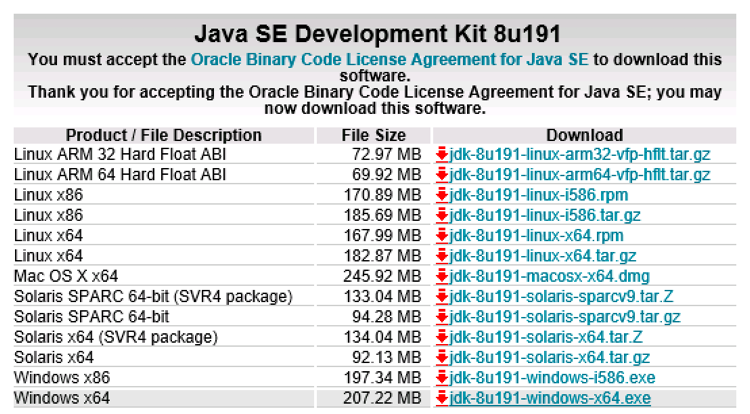 Java SE Development Kit 8u191
You must accept the Oracle Binary Code License Agreement for Java SE to download this
software.
Thank you for accepting the Oracle Binary Code License Agreement for Java SE; you may
now download this software.
Product / File Description File Size Download
Linux ARM 32 Hard Float ABI 72.97 MB jdk-8u191-linux-arm32-vfp-hflt.tar.gz
Linux ARM 64 Hard Float ABI 69.92 MB jdk-8u191-linux-arm64-vfp-hflt.tar.gz
Linux x86 170.89 MB jdk-8u191-linux-i586.rpm
Linux x86 185.69 MB jdk-8u191-linux-i586.tar.gz
Linux x64 167.99 MB jdk-8u191-linux-x64.rpm
Linux x64 182.87 MB jdk-8u191-linux-x64.tar.gz
Mac OS X x64 245.92 MB jdk-8u191-macosx-x64.dmg
Solaris SPARC 64-bit (SVR4 package) 133.04 MB jdk-8u191-solaris-sparcv9.tar.Z
Solaris SPARC 64-bit 94.28 MB jdk-8u191-solaris-sparcv9.tar.gz
Solaris x64 (SVR4 package) 134.04 MB jdk-8u191-solaris-x64.tar.Z
Solaris x64 92.13 MB jdk-8u191-solaris-x64.tar.gz
Windows x86 197.34 MB jdk-8u191-windows-i586.exe
Windows x64 207.22 MB jdk-8u191-windows-x64.exe